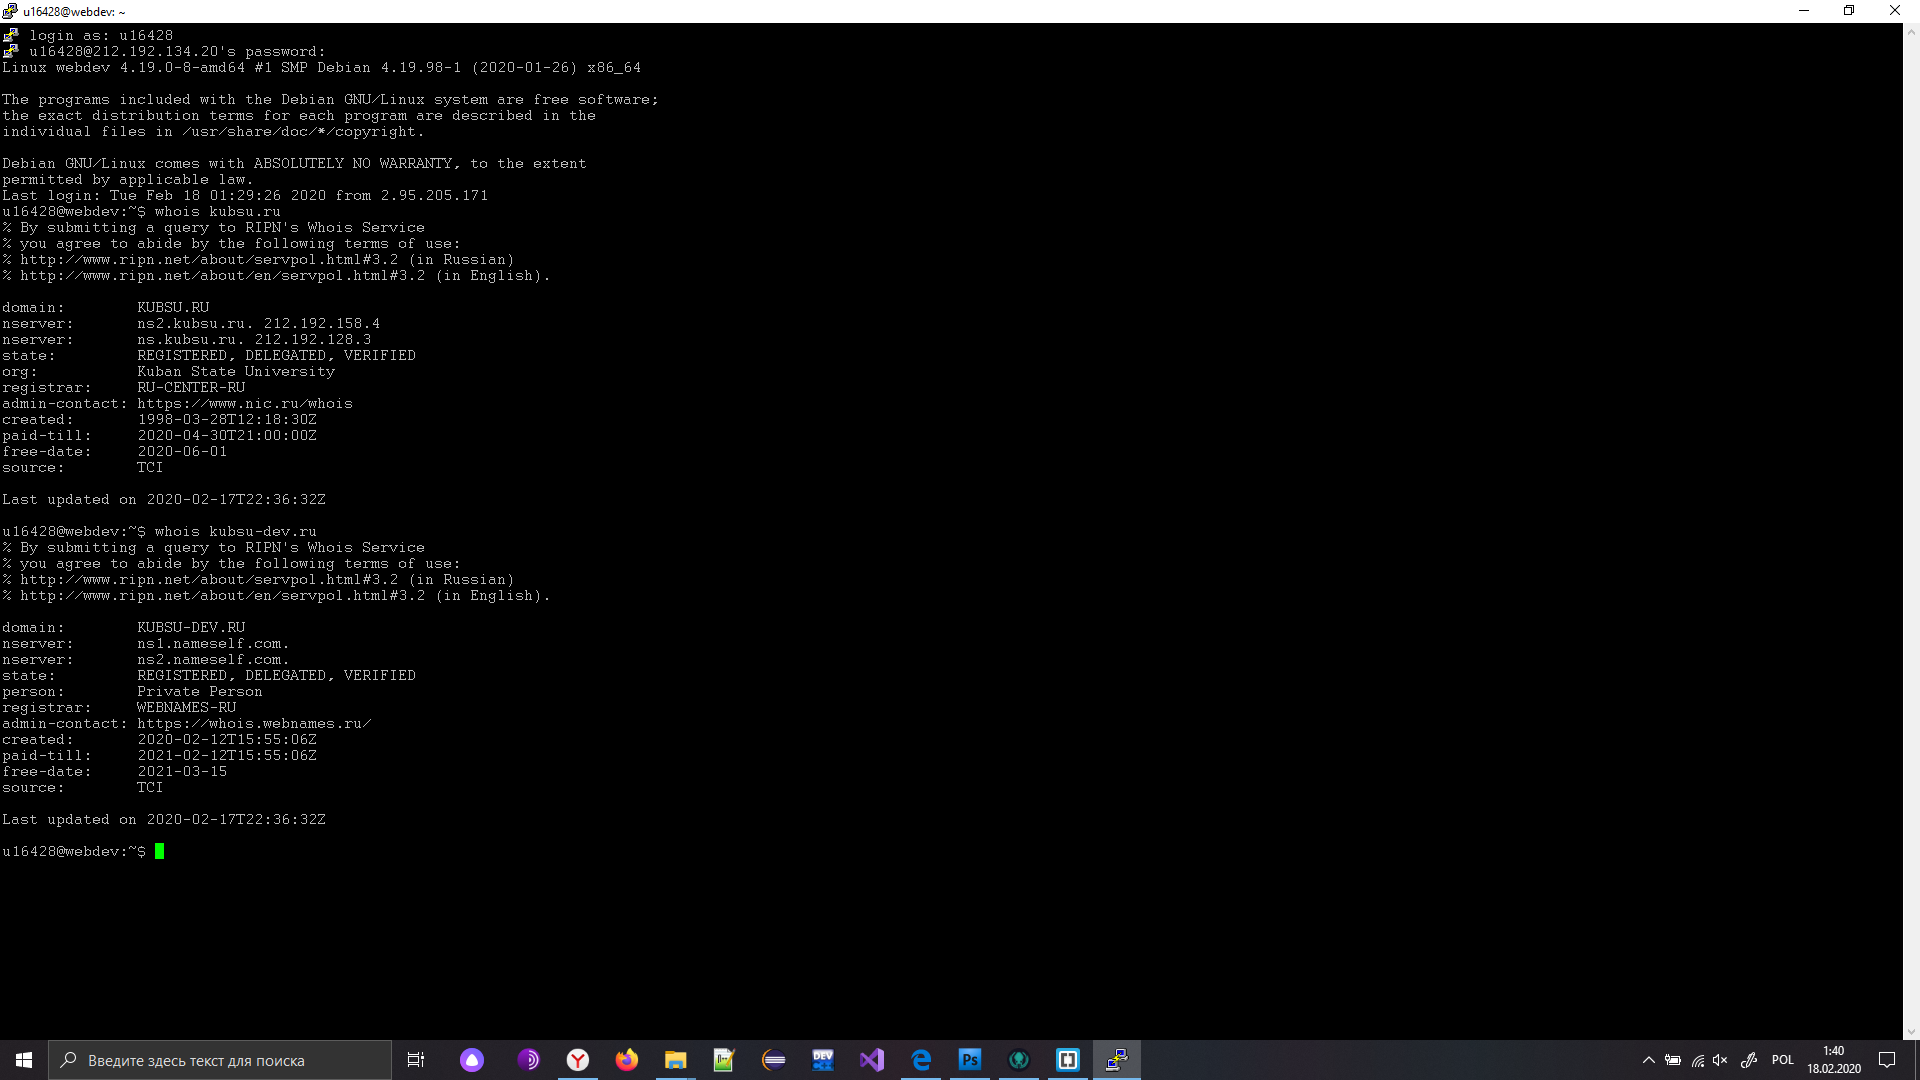 u16428@webdev: ~
login as: u16428
u16428@212.192.134.20's password:
Linux webdev 4.19.0-8-amd64 #1 SMP Debian 4.19.98-1 (2020-01-26) x86_64
The programs included with the Debian GNU/Linux system are free software;
the exact distribution terms for each program are described in the
individual files in /usr/share/doc/*/copyright.
Debian GNU/Linux comes with ABSOLUTELY NO WARRANTY, to the extent
permitted by applicable law.
Last login: Tue Feb 18 01:29:26 2020 from 2.95.205.171
u16428@webdev:~$ whois kubsu.ru
% By submitting a query to RIPN's Whois Service
% you agree to abide by the following terms of use:
% http://www.ripn.net/about/servpol.html#3.2 (in Russian)
% http://www.ripn.net/about/en/servpol.html#3.2 (in English).
domain: KUBSU.RU
nserver: ns2.kubsu.ru. 212.192.158.4
nserver: ns.kubsu.ru. 212.192.128.3
state: REGISTERED, DELEGATED, VERIFIED
org: Kuban State University
registrar: RU-CENTER-RU
admin-contact: https://www.nic.ru/whois
created: 1998-03-28T12:18:30Z
paid-till: 2020-04-30T21:00:00Z
free-date: 2020-06-01
source: TCI
Last updated on 2020-02-17T22:36:32Z
u16428@webdev:~$ whois kubsu-dev.ru
% By submitting a query to RIPN's Whois Service
% you agree to abide by the following terms of use:
% http://www.ripn.net/about/servpol.html#3.2 (in Russian)
% http://www.ripn.net/about/en/servpol.html#3.2 (in English).
domain: KUBSU-DEV.RU
nserver: ns1.nameself.com.
nserver: ns2.nameself.com.
state: REGISTERED, DELEGATED, VERIFIED
person: Private Person
registrar: WEBNAMES-RU
admin-contact: https://whois.webnames.ru/
created: 2020-02-12T15:55:06Z
paid-till: 2021-02-12T15:55:06Z
free-date: 2021-03-15
source: TCI
Last updated on 2020-02-17T22:36:32Z
u16428@webdev:~$
Введите здесь текст для поиска
DEV
Ps
POL
1:40
18.02.2020